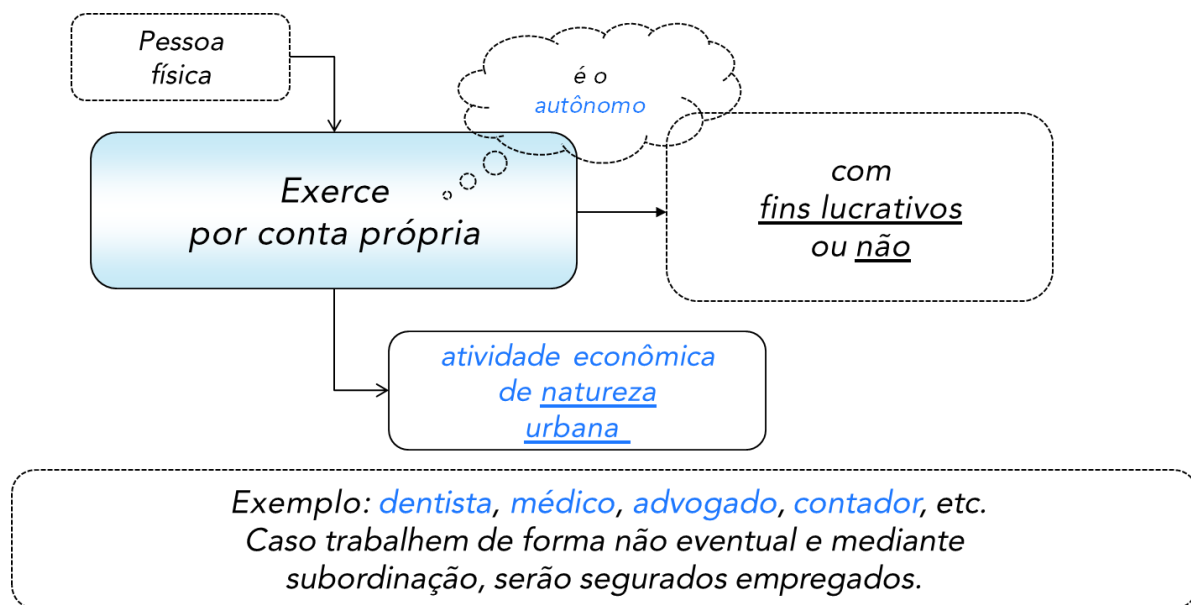 Pessoa
física
é o
autônomo
Exerce
por conta própria
com
fins lucrativos
ou não
atividade econômica
de natureza
urbana
Exemplo: dentista, médico, advogado, contador, etc.
Caso trabalhem de forma não eventual e mediante
subordinação, serão segurados empregados.